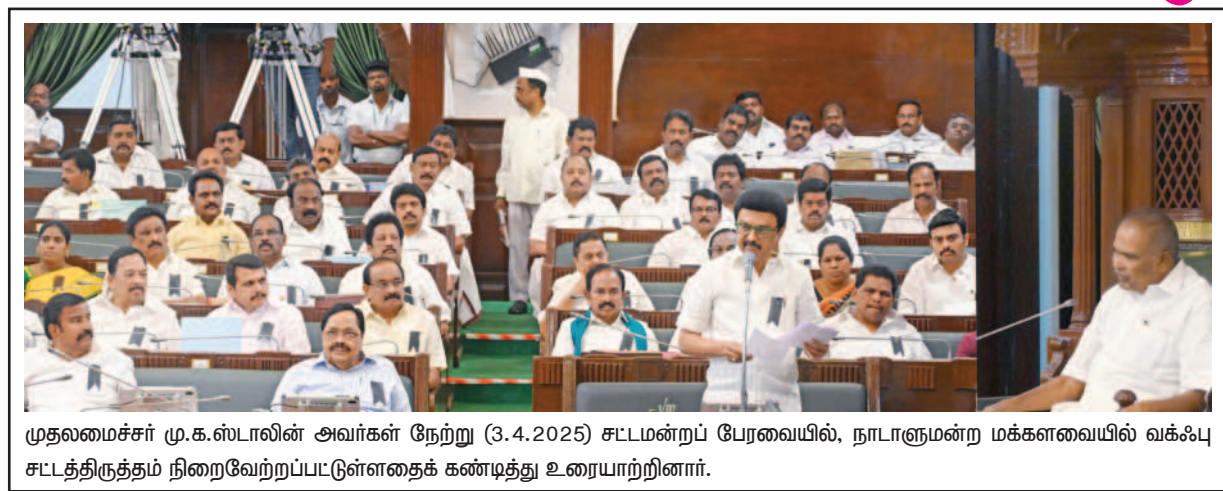 முதலமைச்சர் மு.க.ஸ்டாலின் அவர்கள் நேற்று (3.4.2025) சட்டமன்றப் பேரவையில், நாடாளுமன்ற மக்களவையில் வக்ஃபு
சட்டத்திருத்தம் நிறைவேற்றப்பட்டுள்ளதைக் கண்டித்து உரையாற்றினார்.